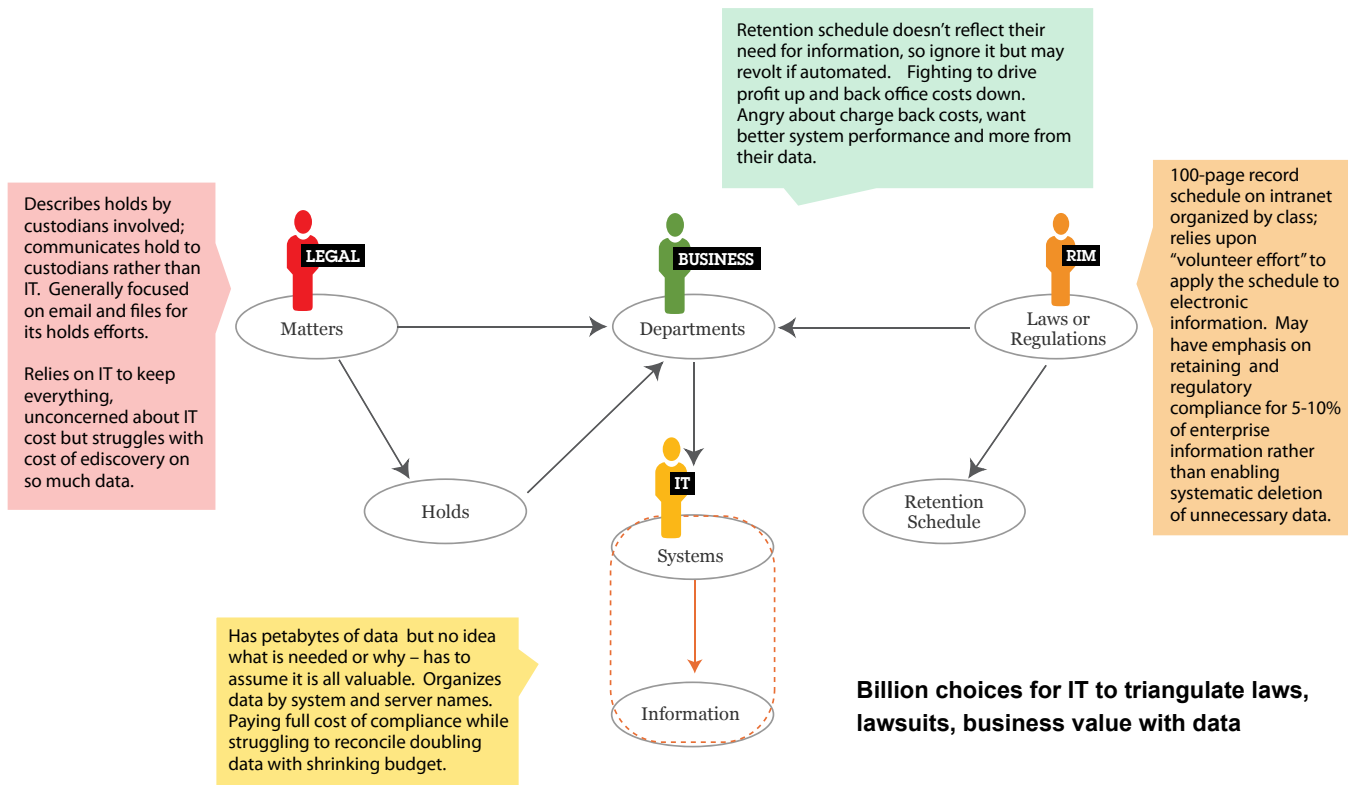 Retention schedule doesn’t reflect their
need for information, so ignore it but may
revolt if automated.   Fighting to drive
profit up and back office costs down.
Angry about charge back costs, want
better system performance and more from
their data.
Describes holds by
custodians involved;
communicates hold to
custodians rather than
IT.  Generally focused
on email and files for
its holds efforts.
Relies on IT to keep
everything,
unconcerned about IT
cost but struggles with
cost of ediscovery on
so much data.
LEGAL
Matters
BUSINESS
Departments
RIM
Laws or
Regulations
100-page record
schedule on intranet
organized by class;
relies upon
“volunteer effort” to
apply the schedule to
electronic
information.  May
have emphasis on
retaining  and
regulatory
compliance for 5-10%
of enterprise
information rather
than enabling
systematic deletion
of unnecessary data.
Holds
IT
Systems
Retention
Schedule
Information
Has petabytes of data  but no idea
what is needed or why – has to
assume it is all valuable.  Organizes
data by system and server names.
Paying full cost of compliance while
struggling to reconcile doubling
data with shrinking budget.
Billion choices for IT to triangulate laws,
lawsuits, business value with data